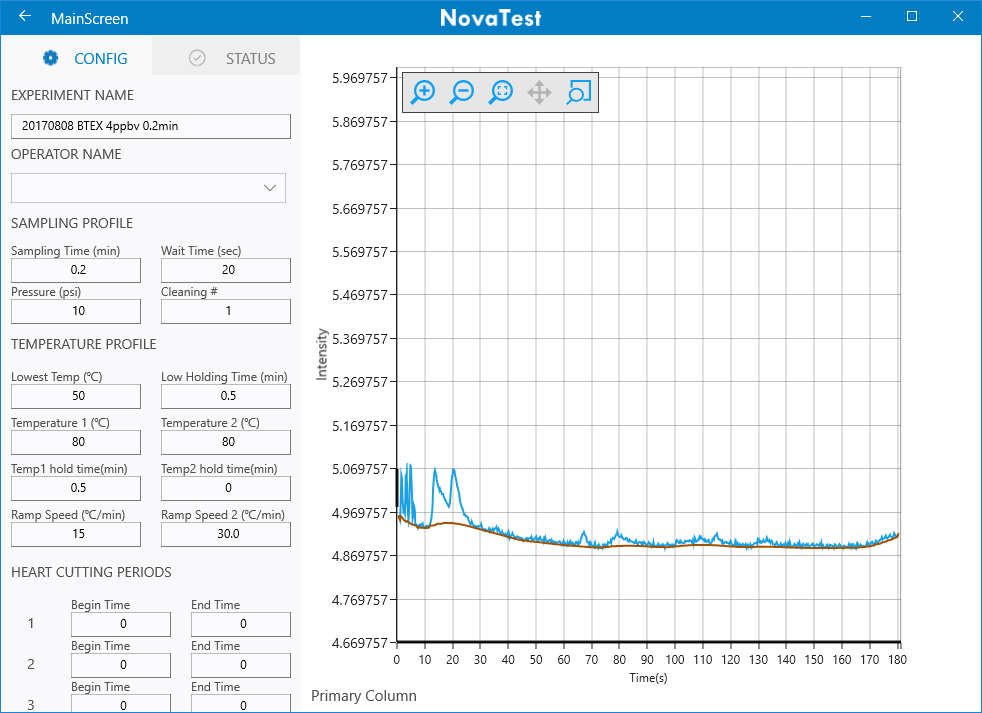 MainScreen
NovaTest
CONFIG STATUS
EXPERIMENT NAME
20170808 BTEX 4ppbv 0.2min
OPERATOR NAME
SAMPLING PROFILE
Sampling Time (min) Wait Time (sec)
0.2 20
Pressure (psi) Cleaning #
10 1
TEMPERATURE PROFILE
Lowest Temp (℃) Low Holding Time (min)
50 0.5
Temperature 1 (℃) Temperature 2 (℃)
80 80
Temp1 hold time(min) Temp2 hold time(min)
0.5 0
Ramp Speed (℃/min) Ramp Speed 2 (℃/min)
15 30.0
HEART CUTTING PERIODS
Begin Time End Time
1 0 0
Begin Time End Time
2 0 0
Begin Time End Time
3 0 0
Intensity
5.969757
5.869757
5.769757
5.669757
5.569757
5.469757
5.369757
5.269757
5.169757
5.069757
4.969757
4.869757
4.769757
4.669757
0 10 20 30 40 50 60 70 80 90 100 110 120 130 140 150 160 170 180
Time(s)
Primary Column